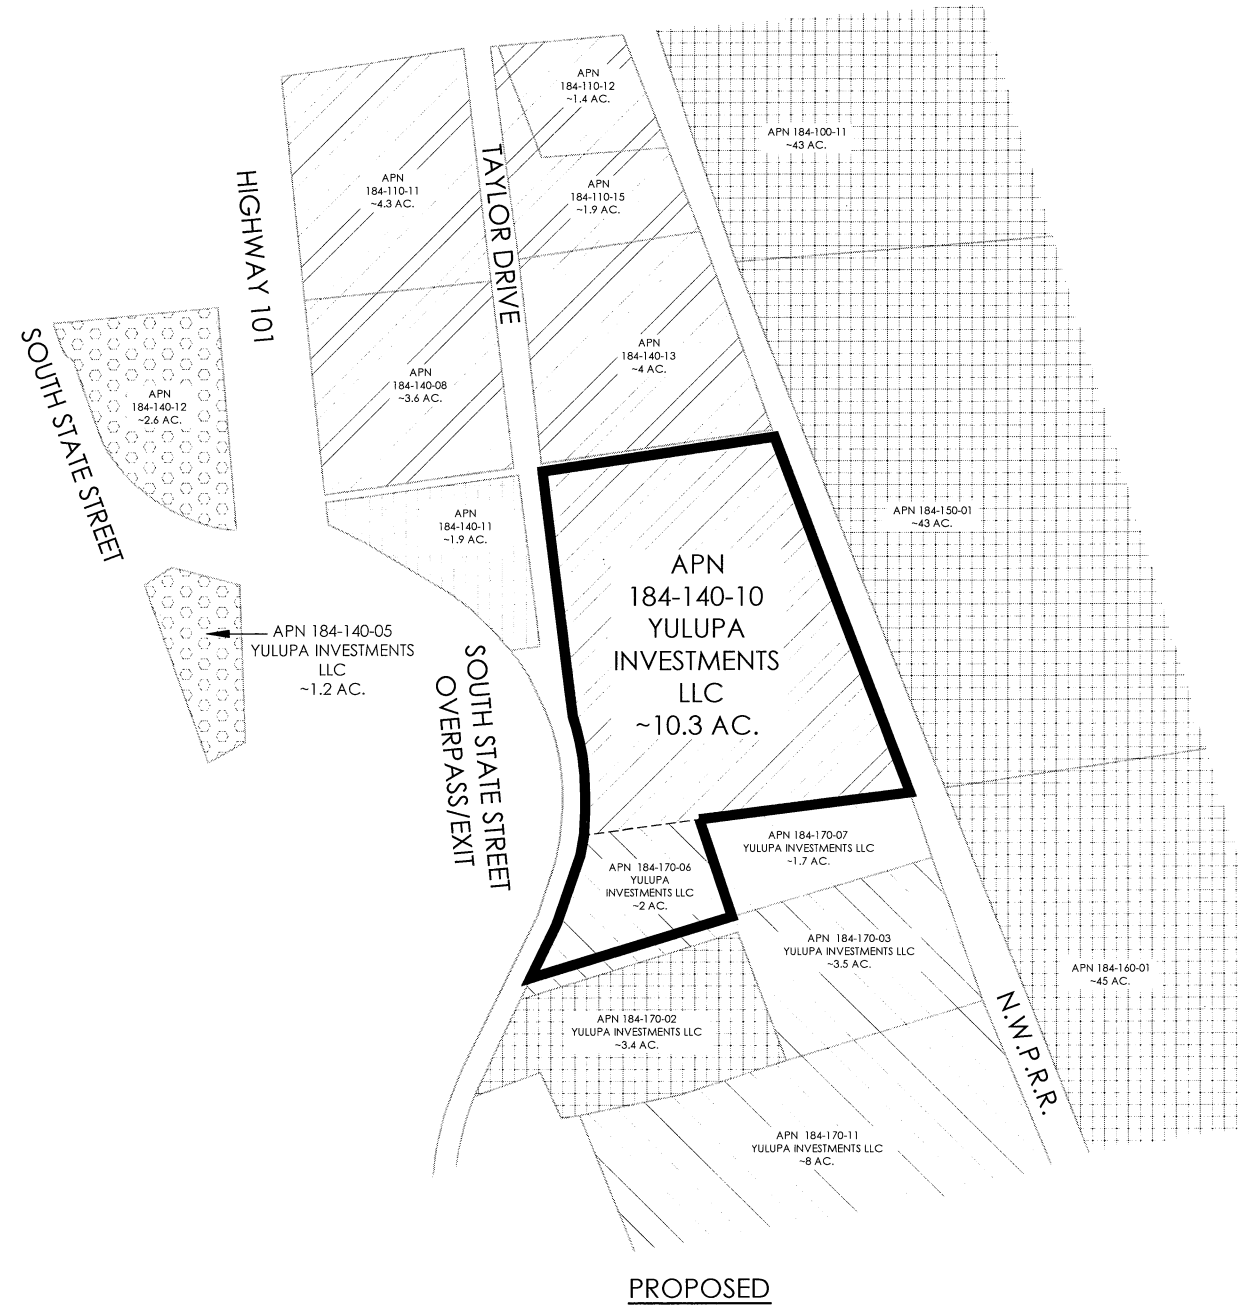 APN
184-110-12
~1.4 AC.
APN 184-100-11
~43 AC.
APN
184-110-11
~4.3 AC.
TAYLOR DRIVE
APN
184-110-15
~1.9 AC.
HIGHWAY 101
SOUTH STATE STREET
APN
184-140-12
~2.6 AC.
APN
184-140-08
~3.6 AC.
APN
184-140-13
~4 AC.
APN
184-140-11
~1.9 AC.
APN 184-150-01
~43 AC.
APN
184-140-10
YULUPA
INVESTMENTS
LLC
~10.3 AC.
APN 184-140-05
YULUPA INVESTMENTS
LLC
~1.2 AC.
SOUTH STATE STREET
OVERPASS/EXIT
APN 184-170-07
YULUPA INVESTMENTS LLC
~1.7 AC.
APN 184-170-06
YULUPA
INVESTMENTS LLC
~2 AC.
APN 184-170-03
YULUPA INVESTMENTS LLC
~3.5 AC.
APN 184-160-01
~45 AC.
APN 184-170-02
YULUPA INVESTMENTS LLC
~3.4 AC.
N.W.P.R.R.
APN 184-170-11
YULUPA INVESTMENTS LLC
~8 AC.
PROPOSED